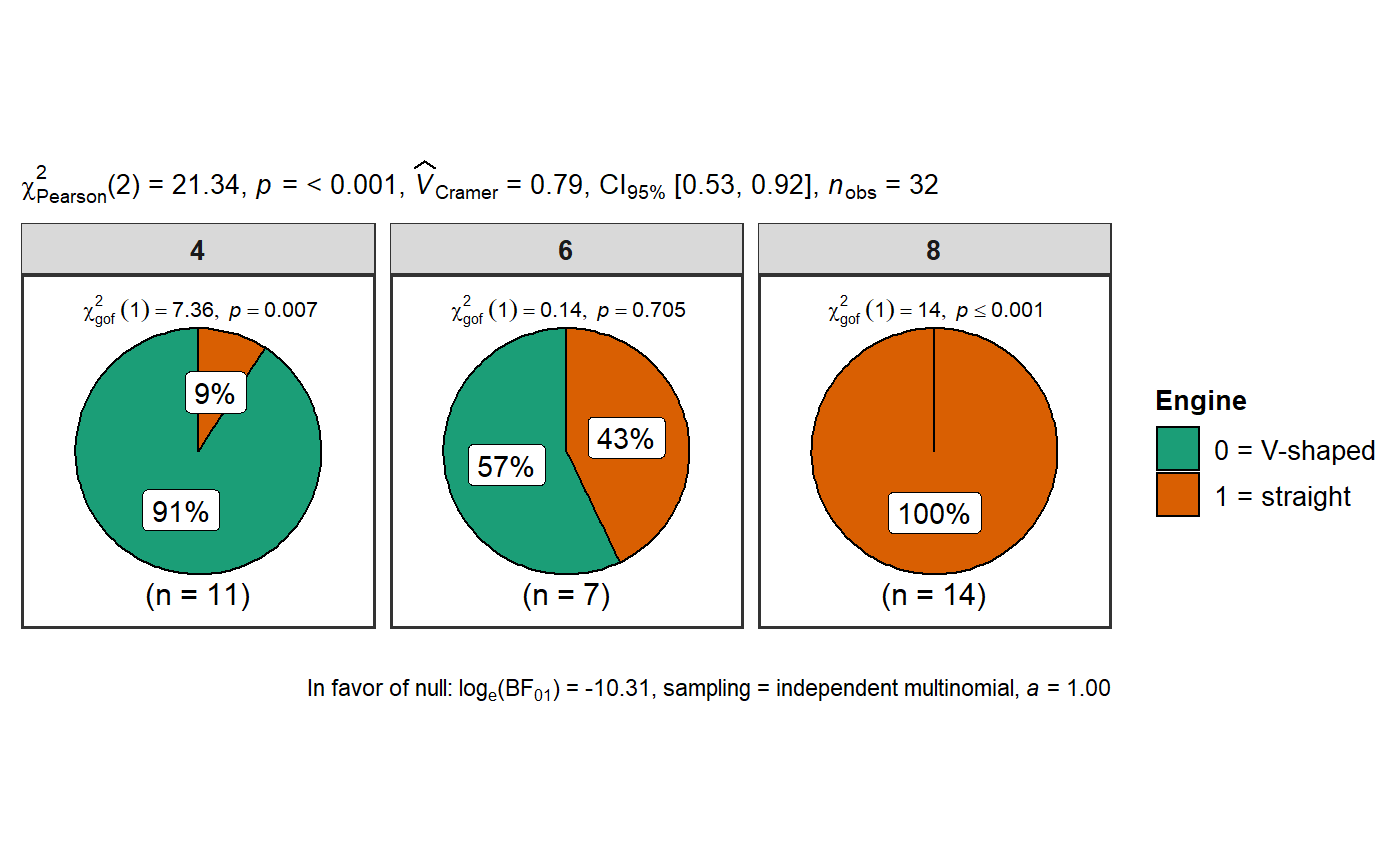 χ²Pearson(2) = 21.34, p = < 0.001, V̂Cramer = 0.79, CI95% [0.53, 0.92], nobs = 32
4
6
8
χ²gof (1) = 7.36, p = 0.007
χ²gof (1) = 0.14, p = 0.705
χ²gof (1) = 14, p ≤ 0.001
9%
91%
57%
43%
100%
(n = 11)
(n = 7)
(n = 14)
Engine
0 = V-shaped
1 = straight
In favor of null: loge(BF01) = -10.31, sampling = independent multinomial, a = 1.00